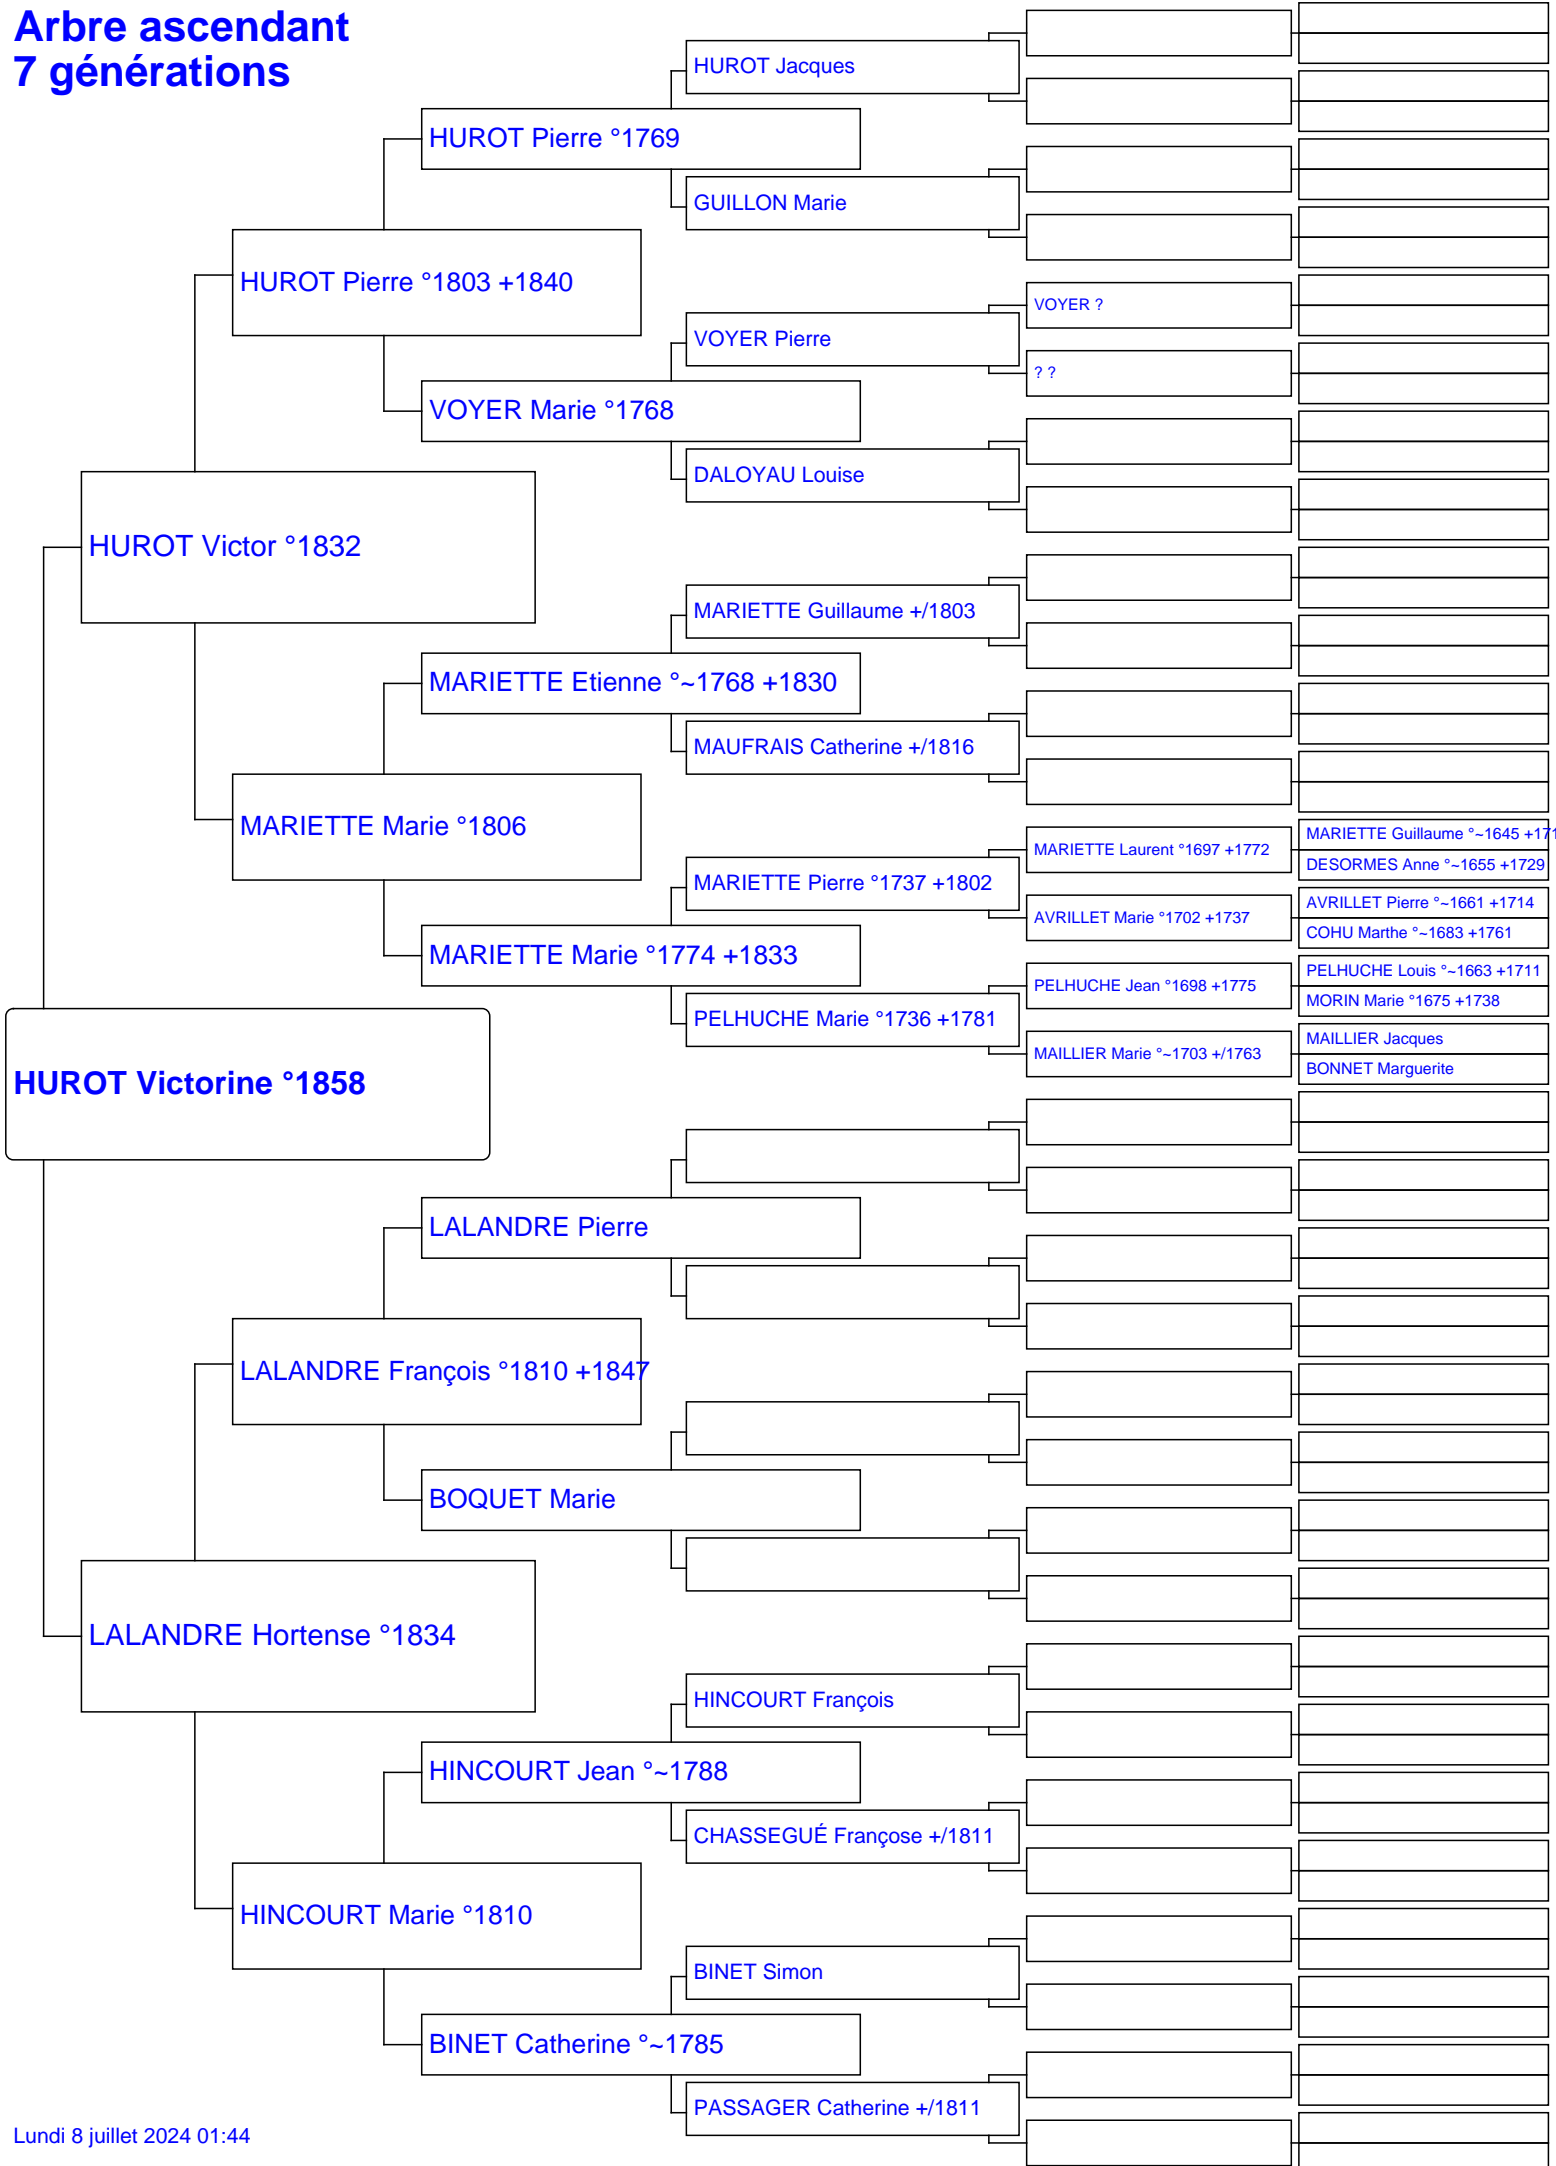 Arbre ascendant
7 générations
HUROT Jacques
HUROT Pierre °1769
GUILLON Marie
HUROT Pierre °1803 +1840
VOYER ?
VOYER Pierre
? ?
VOYER Marie °1768
DALOYAU Louise
HUROT Victor °1832
MARIETTE Guillaume +/1803
MARIETTE Etienne °~1768 +1830
MAUFRAIS Catherine +/1816
MARIETTE Marie °1806
MARIETTE Guillaume °~1645 +171
MARIETTE Laurent °1697 +1772
DESORMES Anne °~1655 +1729
MARIETTE Pierre °1737 +1802
AVRILLET Pierre °~1661 +1714
AVRILLET Marie °1702 +1737
COHU Marthe °~1683 +1761
MARIETTE Marie °1774 +1833
PELHUCHE Louis °~1663 +1711
PELHUCHE Jean °1698 +1775
MORIN Marie °1675 +1738
PELHUCHE Marie °1736 +1781
MAILLIER Jacques
MAILLIER Marie °~1703 +/1763
BONNET Marguerite
HUROT Victorine °1858
LALANDRE Pierre
LALANDRE François °1810 +1847
BOQUET Marie
LALANDRE Hortense °1834
HINCOURT François
HINCOURT Jean °~1788
CHASSEGUÉ Françose +/1811
HINCOURT Marie °1810
BINET Simon
BINET Catherine °~1785
PASSAGER Catherine +/1811
Lundi 8 juillet 2024 01:44